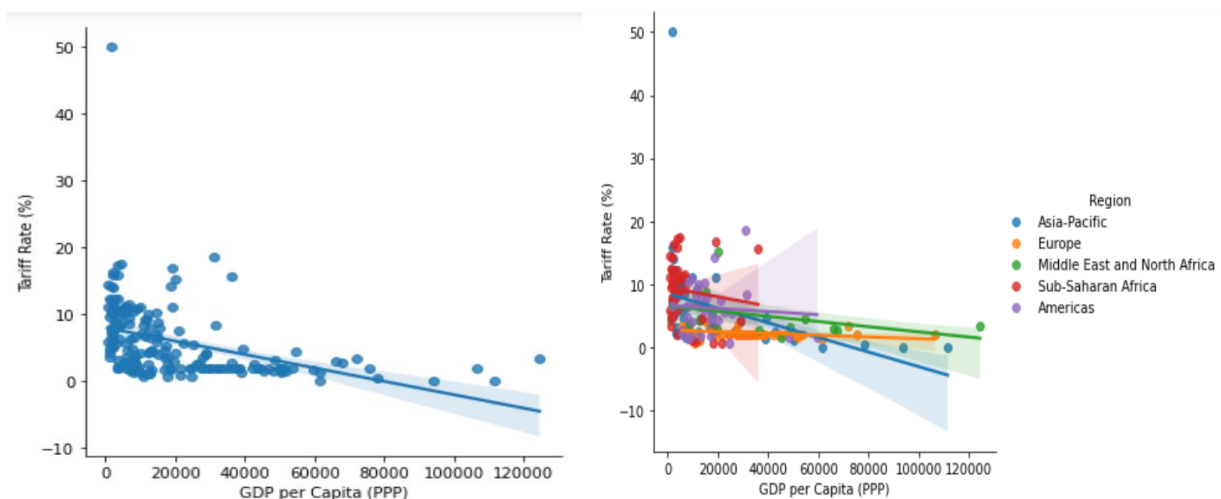 50
40
30
20
10
0
−10
Tariff Rate (%)
0 20000 40000 60000 80000 100000 120000
GDP per Capita (PPP)
50
40
30
20
10
0
−10
Tariff Rate (%)
0 20000 40000 60000 80000 100000 120000
GDP per Capita (PPP)
Region
Asia-Pacific
Europe
Middle East and North Africa
Sub-Saharan Africa
Americas